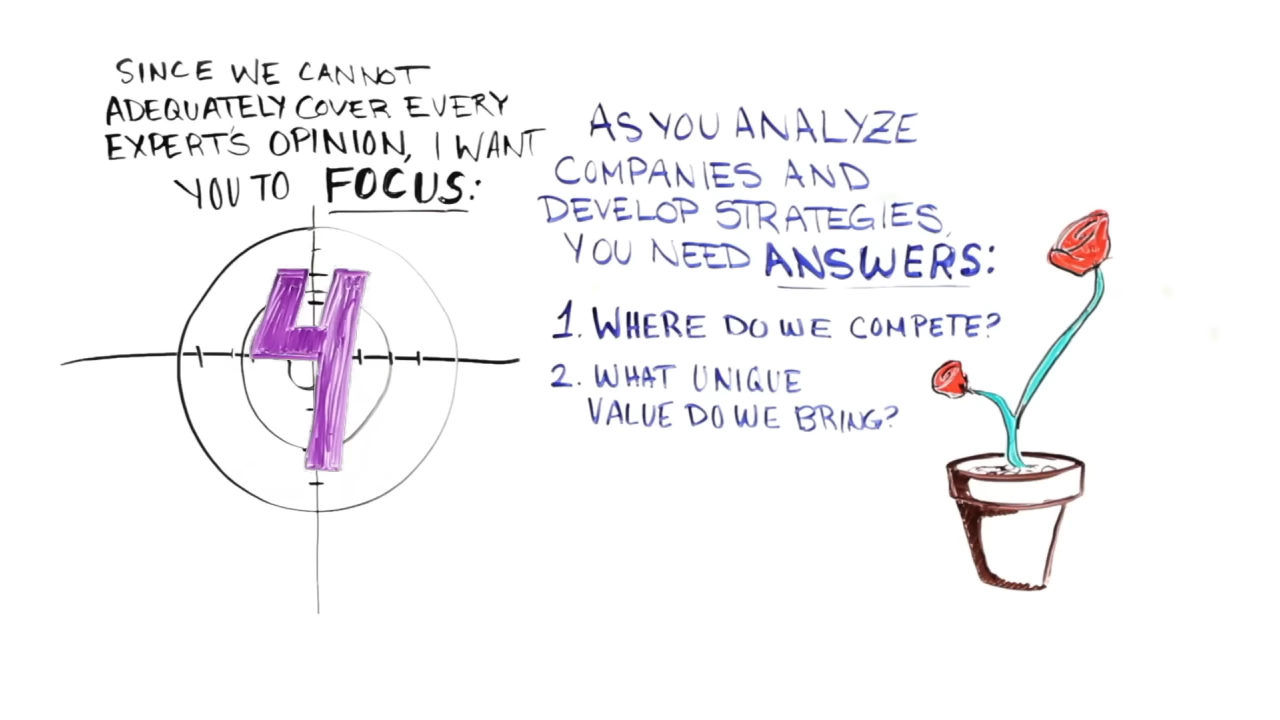 SINCE WE CANNOT
ADEQUATELY COVER EVERY
EXPERT'S OPINION, I WANT
YOU TO FOCUS:
4
AS YOU ANALYZE
COMPANIES AND
DEVELOP STRATEGIES,
YOU NEED ANSWERS:
1. WHERE DO WE COMPETE?
2. WHAT UNIQUE
VALUE DO WE BRING?